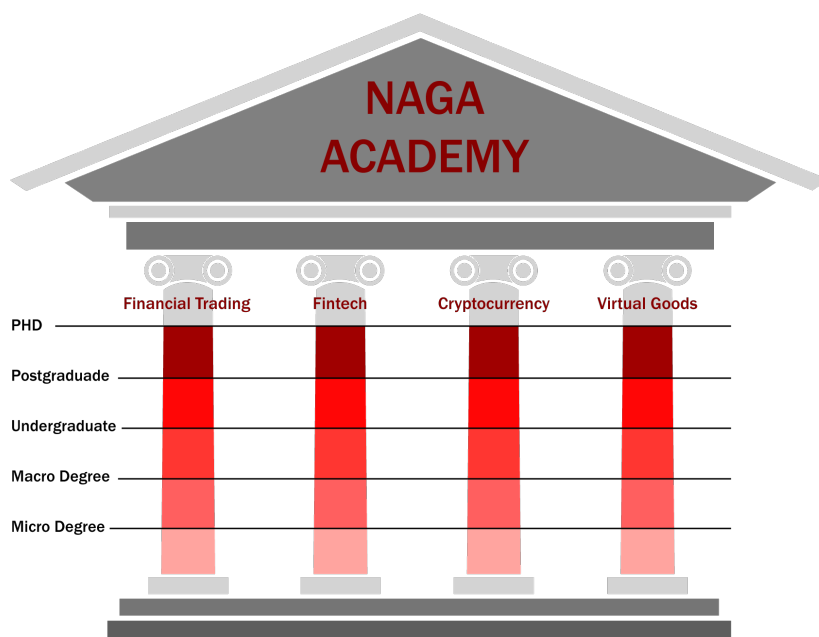 NAGA
ACADEMY
Financial Trading
Fintech
Cryptocurrency
Virtual Goods
PHD
Postgraduade
Undergraduate
Macro Degree
Micro Degree